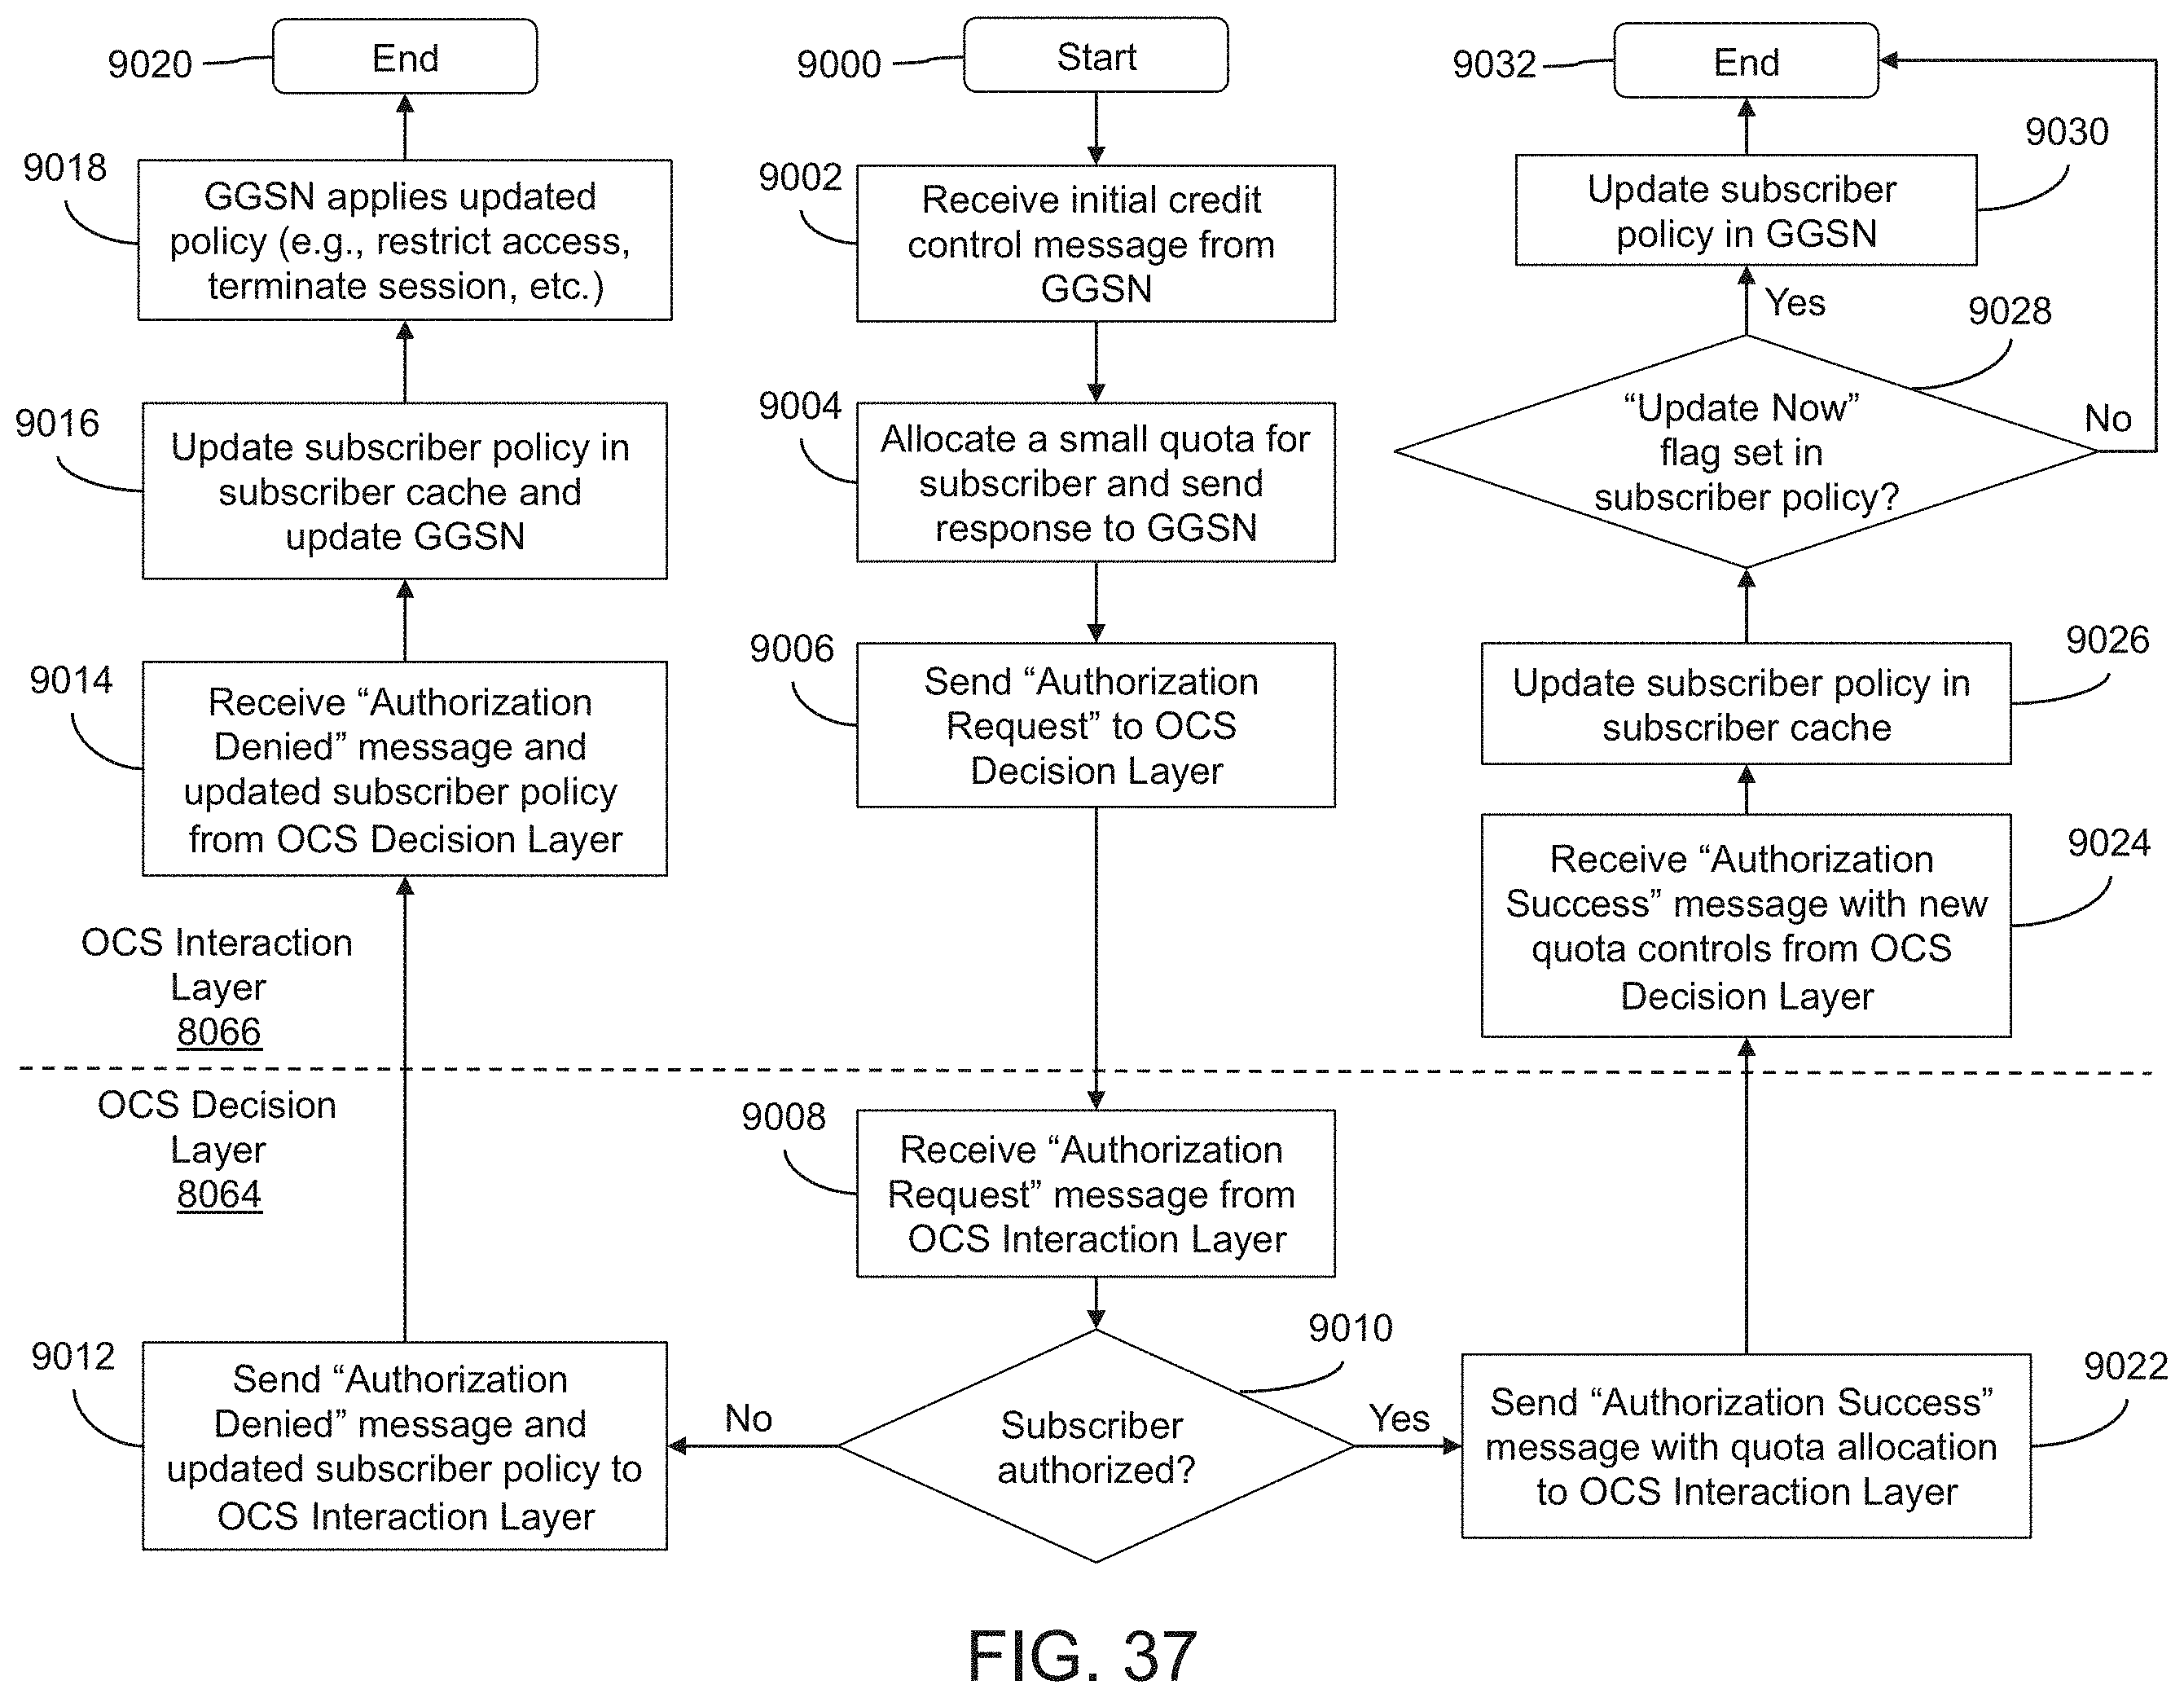 9020
End
9018
GGSN applies updated
policy (e.g., restrict access,
terminate session, etc.)
9016
Update subscriber policy in
subscriber cache and
update GGSN
9014
Receive “Authorization
Denied” message and
updated subscriber policy
from OCS Decision Layer
OCS Interaction
Layer
8066
OCS Decision
Layer
8064
9012
Send “Authorization
Denied” message and
updated subscriber policy to
OCS Interaction Layer
9000
Start
9002
Receive initial credit
control message from
GGSN
9004
Allocate a small quota for
subscriber and send
response to GGSN
9006
Send “Authorization
Request” to OCS
Decision Layer
9008
Receive “Authorization
Request” message from
OCS Interaction Layer
9010
Subscriber
authorized?
No
Yes
9032
End
9030
Update subscriber
policy in GGSN
Yes
9028
“Update Now”
flag set in
subscriber policy?
No
9026
Update subscriber policy in
subscriber cache
9024
Receive “Authorization
Success” message with new
quota controls from OCS
Decision Layer
9022
Send “Authorization Success”
message with quota allocation
to OCS Interaction Layer
FIG. 37